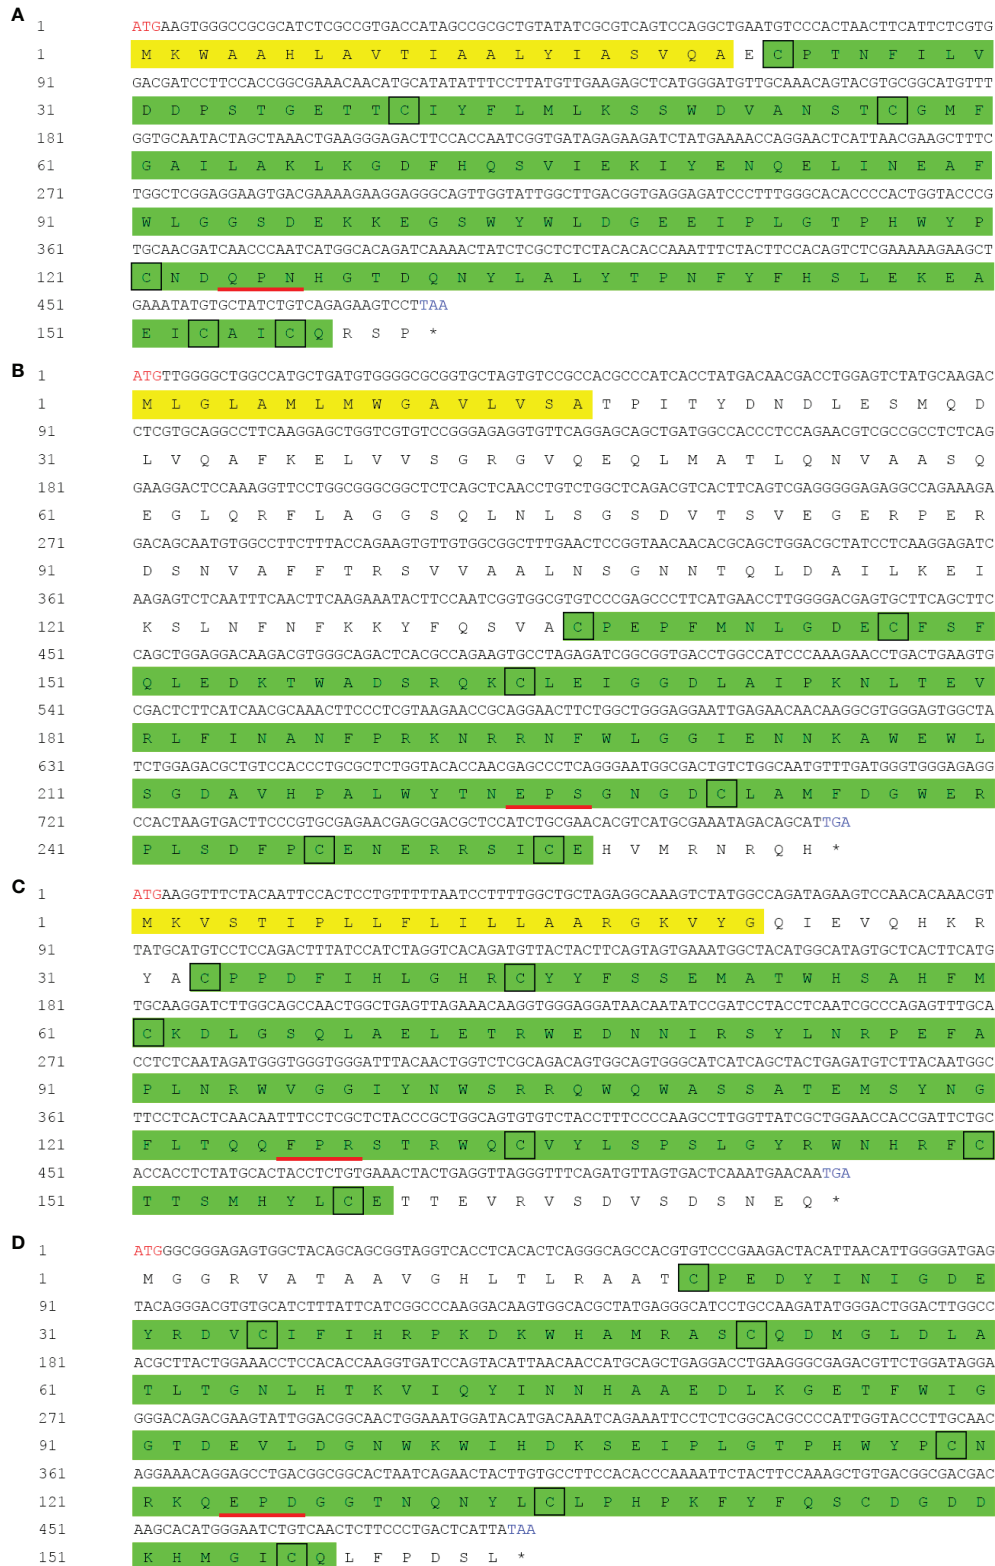 A
1 ATGAAGTGGGCCGCGCATCTCGCCGTGACCATAGCCGCGCTGTATATCGCGTCAGTCCAGGCTGAATGTCCCACTAACTTCATTCTCGTG
1 M K W A A H L A V T I A A L Y I A S V Q A E C P T N F I L V
91 GACGATCCTTCCACCGGCGAAACAACATGCATATATTTCCTTATGTTGAAGAGCTCATGGGATGTTGCAAACAGTACGTGCGGCATGTTT
31 D D P S T G E T T C I Y F L M L K S S W D V A N S T C G M F
181 GGTGCAATACTAGCTAAACTGAAGGGAGACTTCCACCAATCGGTGATAGAGAAGATCTATGAAAACCAGGAACTCATTAACGAAGCTTTC
61 G A I L A K L K G D F H Q S V I E K I Y E N Q E L I N E A F
271 TGGCTCGGAGGAAGTGACGAAAAGAAGGAGGGCAGTTGGTATTGGCTTGACGGTGAGGAGATCCCTTTGGGCACACCCCACTGGTACCCG
91 W L G G S D E K K E G S W Y W L D G E E I P L G T P H W Y P
361 TGCAACGATCAACCCAATCATGGCACAGATCAAAACTATCTCGCTCTCTACACACCAAATTTCTACTTCCACAGTCTCGAAAAAGAAGCT
121 C N D Q P N H G T D Q N Y L A L Y T P N F Y F H S L E K E A
451 GAAATATGTGCTATCTGTCAGAGAAGTCCTTAA
151 E I C A I C Q R S P *
B
1 ATGTTGGGGCTGGCCATGCTGATGTGGGGCGCGGTGCTAGTGTCCGCCACGCCCATCACCTATGACAACGACCTGGAGTCTATGCAAGAC
1 M L G L A M L M W G A V L V S A T P I T Y D N D L E S M Q D
91 CTCGTGCAGGCCTTCAAGGAGCTGGTCGTGTCCGGGAGAGGTGTTCAGGAGCAGCTGATGGCCACCCTCCAGAACGTCGCCGCCTCTCAG
31 L V Q A F K E L V V S G R G V Q E Q L M A T L Q N V A A S Q
181 GAAGGACTCCAAAGGTTCCTGGCGGGCGGCTCTCAGCTCAACCTGTCTGGCTCAGACGTCACTTCAGTCGAGGGGGAGAGGCCAGAAAGA
61 E G L Q R F L A G G S Q L N L S G S D V T S V E G E R P E R
271 GACAGCAATGTGGCCTTCTTTACCAGAAGTGTTGTGGCGGCTTTGAACTCCGGTAACAACACGCAGCTGGACGCTATCCTCAAGGAGATC
91 D S N V A F F T R S V V A A L N S G N N T Q L D A I L K E I
361 AAGAGTCTCAATTTCAACTTCAAGAAATACTTCCAATCGGTGGCGTGTCCCGAGCCCTTCATGAACCTTGGGGACGAGTGCTTCAGCTTC
121 K S L N F N F K K Y F Q S V A C P E P F M N L G D E C F S F
451 CAGCTGGAGGACAAGACGTGGGCAGACTCACGCCAGAAGTGCCTAGAGATCGGCGGTGACCTGGCCATCCCAAAGAACCTGACTGAAGTG
151 Q L E D K T W A D S R Q K C L E I G G D L A I P K N L T E V
541 CGACTCTTCATCAACGCAAACTTCCCTCGTAAGAACCGCAGGAACTTCTGGCTGGGAGGAATTGAGAACAACAAGGCGTGGGAGTGGCTA
181 R L F I N A N F P R K N R R N F W L G G I E N N K A W E W L
631 TCTGGAGACGCTGTCCACCCTGCGCTCTGGTACACCAACGAGCCCTCAGGGAATGGCGACTGTCTGGCAATGTTTGATGGGTGGGAGAGG
211 S G D A V H P A L W Y T N E P S G N G D C L A M F D G W E R
721 CCACTAAGTGACTTCCCGTGCGAGAACGAGCGACGCTCCATCTGCGAACACGTCATGCGAAATAGACAGCATTGA
241 P L S D F P C E N E R R S I C E H V M R N R Q H *
C
1 ATGAAGGTTTCTACAATTCCACTCCTGTTTTTAATCCTTTTGGCTGCTAGAGGCAAAGTCTATGGCCAGATAGAAGTCCAACACAAACGT
1 M K V S T I P L L F L I L L A A R G K V Y G Q I E V Q H K R
91 TATGCATGTCCTCCAGACTTTATCCATCTAGGTCACAGATGTTACTACTTCAGTAGTGAAATGGCTACATGGCATAGTGCTCACTTCATG
31 Y A C P P D F I H L G H R C Y Y F S S E M A T W H S A H F M
181 TGCAAGGATCTTGGCAGCCAACTGGCTGAGTTAGAAACAAGGTGGGAGGATAACAATATCCGATCCTACCTCAATCGCCCAGAGTTTGCA
61 C K D L G S Q L A E L E T R W E D N N I R S Y L N R P E F A
271 CCTCTCAATAGATGGGTGGGTGGGATTTACAACTGGTCTCGCAGACAGTGGCAGTGGGCATCATCAGCTACTGAGATGTCTTACAATGGC
91 P L N R W V G G I Y N W S R R Q W Q W A S S A T E M S Y N G
361 TTCCTCACTCAACAATTTCCTCGCTCTACCCGCTGGCAGTGTGTCTACCTTTCCCCAAGCCTTGGTTATCGCTGGAACCACCGATTCTGC
121 F L T Q Q F P R S T R W Q C V Y L S P S L G Y R W N H R F C
451 ACCACCTCTATGCACTACCTCTGTGAAACTACTGAGGTTAGGGTTTCAGATGTTAGTGACTCAAATGAACAATGA
151 T T S M H Y L C E T T E V R V S D V S D S N E Q *
D
1 ATGGGCGGGAGAGTGGCTACAGCAGCGGTAGGTCACCTCACACTCAGGGCAGCCACGTGTCCCGAAGACTACATTAACATTGGGGATGAG
1 M G G R V A T A A V G H L T L R A A T C P E D Y I N I G D E
91 TACAGGGACGTGTGCATCTTTATTCATCGGCCCAAGGACAAGTGGCACGCTATGAGGGCATCCTGCCAAGATATGGGACTGGACTTGGCC
31 Y R D V C I F I H R P K D K W H A M R A S C Q D M G L D L A
181 ACGCTTACTGGAAACCTCCACACCAAGGTGATCCAGTACATTAACAACCATGCAGCTGAGGACCTGAAGGGCGAGACGTTCTGGATAGGA
61 T L T G N L H T K V I Q Y I N N H A A E D L K G E T F W I G
271 GGGACAGACGAAGTATTGGACGGCAACTGGAAATGGATACATGACAAATCAGAAATTCCTCTCGGCACGCCCCATTGGTACCCTTGCAAC
91 G T D E V L D G N W K W I H D K S E I P L G T P H W Y P C N
361 AGGAAACAGGAGCCTGACGGCGGCACTAATCAGAACTACTTGTGCCTTCCACACCCAAAATTCTACTTCCAAAGCTGTGACGGCGACGAC
121 R K Q E P D G G T N Q N Y L C L P H P K F Y F Q S C D G D D
451 AAGCACATGGGAATCTGTCAACTCTTCCCTGACTCATTATAA
151 K H M G I C Q L F P D S L *